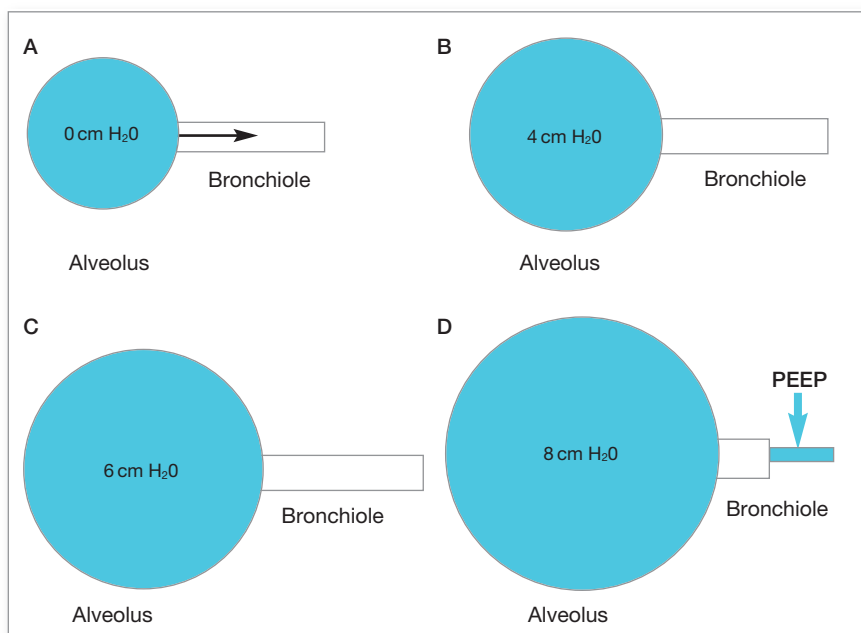 A
0 cm H₂0
Bronchiole
Alveolus
B
4 cm H₂0
Bronchiole
Alveolus
C
6 cm H₂0
Bronchiole
Alveolus
D
PEEP
8 cm H₂0
Bronchiole
Alveolus